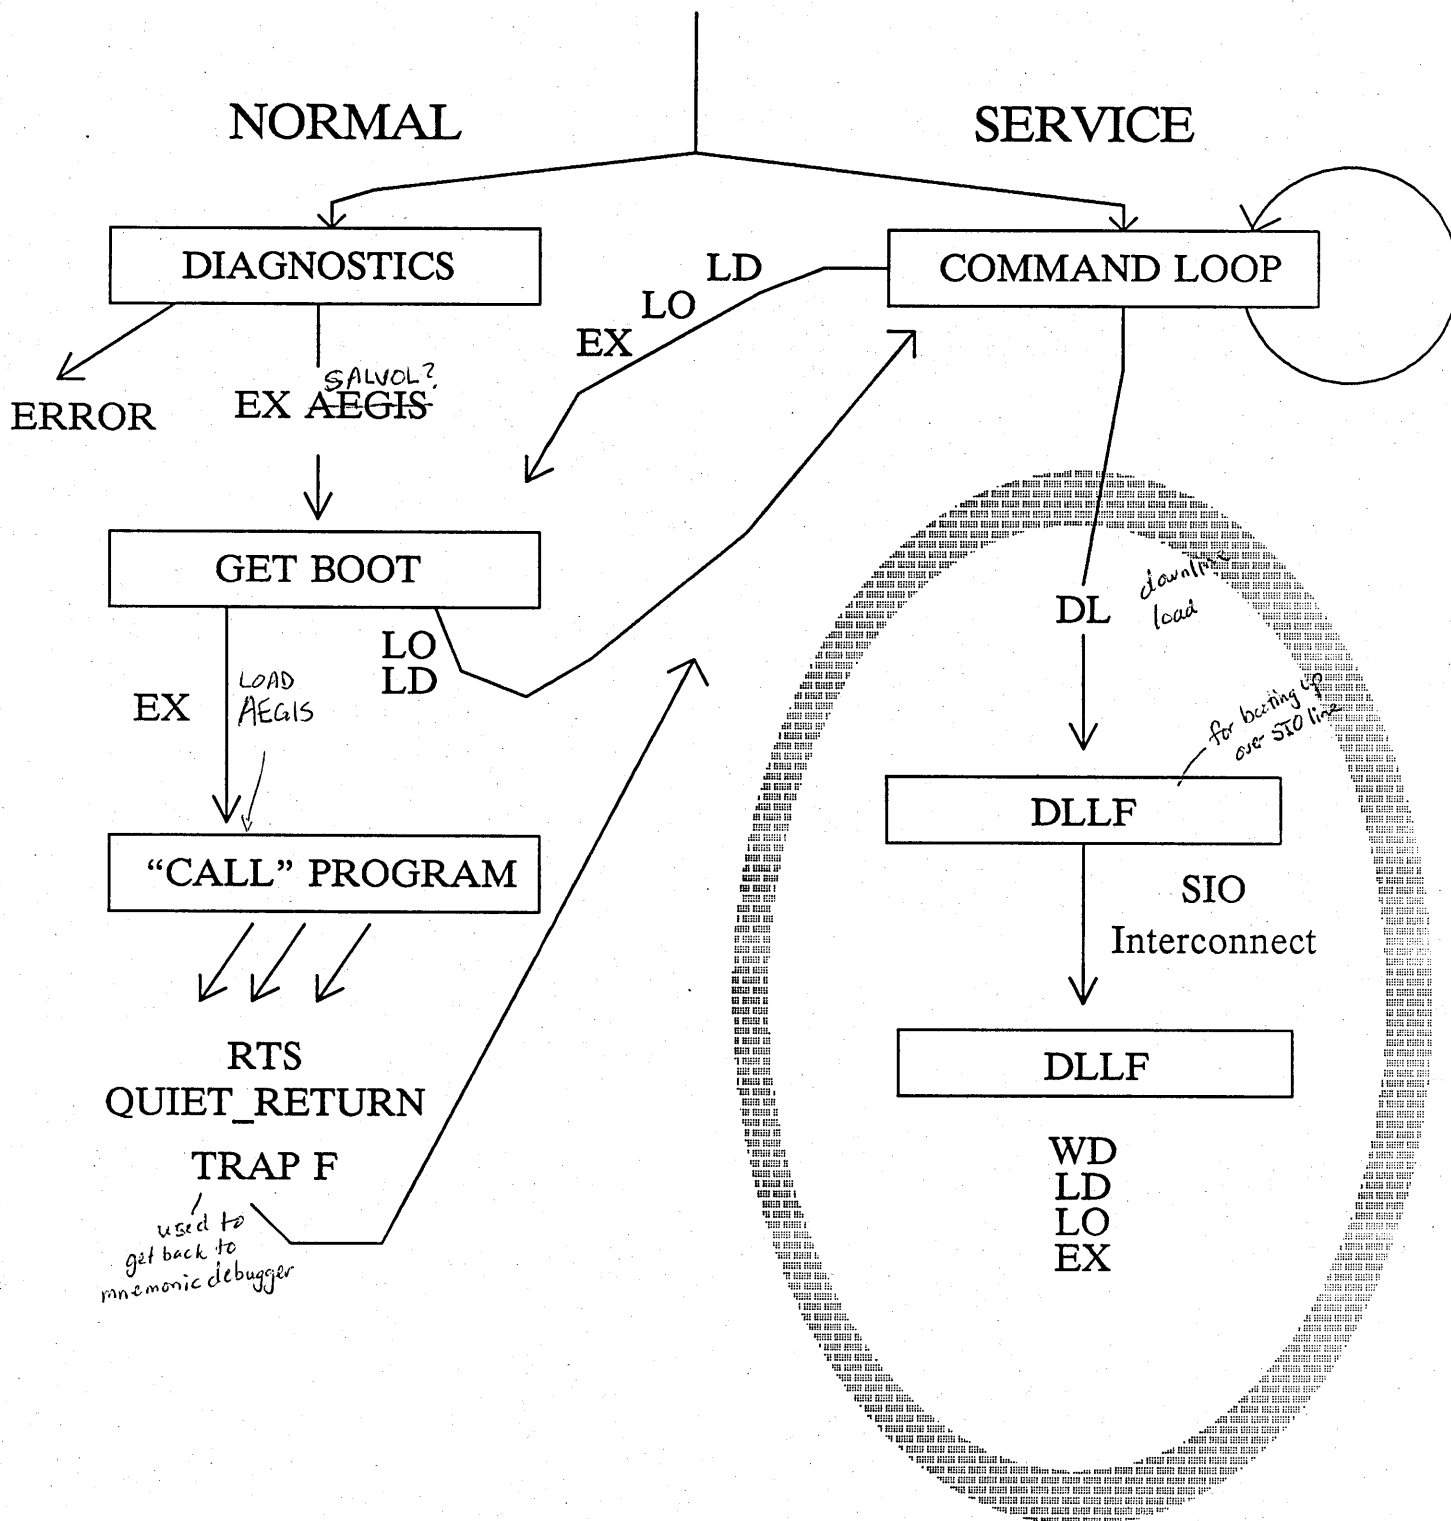 NORMAL
SERVICE
DIAGNOSTICS
COMMAND LOOP
LD
LO
EX
ERROR
SALVOL?
EX AEGIS
GET BOOT
LO
LD
EX
LOAD
AEGIS
"CALL" PROGRAM
RTS
QUIET_RETURN
TRAP F
used to
get back to
mnemonic debugger
DL
downline
load
for booting up
over SIO line
DLLF
SIO
Interconnect
DLLF
WD
LD
LO
EX